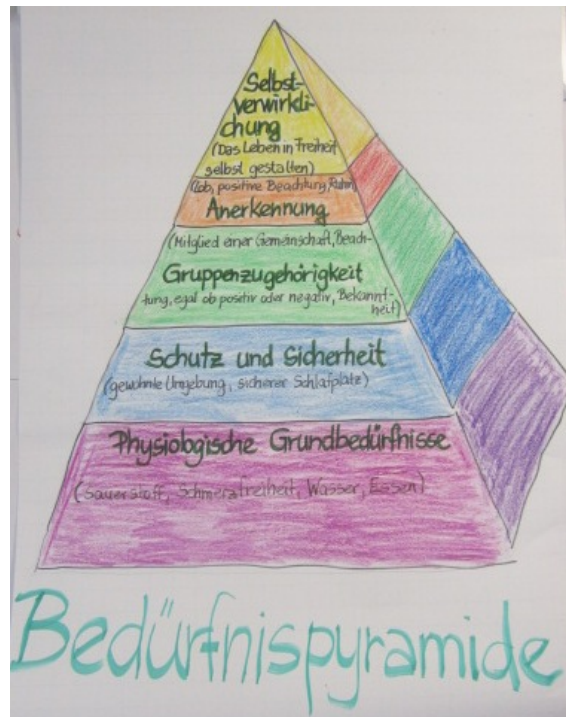 Selbst-
verwirkli-
chung
(Das Leben in Freiheit
selbst gestalten)
(Lob, positive Beachtung, Ruhm)
Anerkennung
(Mitglied einer Gemeinschaft, Beach-
Gruppenzugehörigkeit
tung, egal ob positiv oder negativ, Bekannt-
heit)
Schutz und Sicherheit
(gewohnte Umgebung, sicherer Schlafplatz)
Physiologische Grundbedürfnisse
(Sauerstoff, Schmerzfreiheit, Wasser, Essen)
Bedürfnispyramide